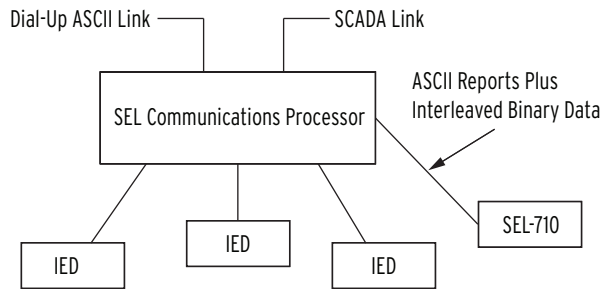 Dial-Up ASCII Link
SCADA Link
SEL Communications Processor
ASCII Reports Plus
Interleaved Binary Data
SEL-710
IED
IED
IED